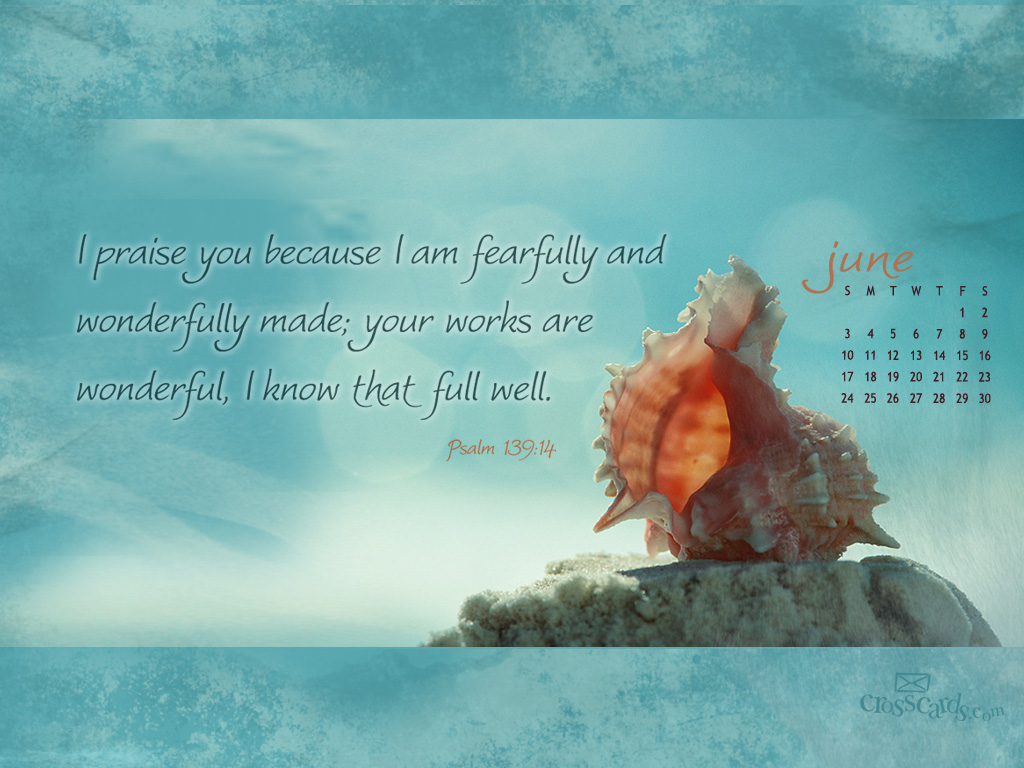 I praise you because I am fearfully and
wonderfully made; your works are
wonderful, I know that full well.
Psalm 139:14
june
S M T W T F S
1 2
3 4 5 6 7 8 9
10 11 12 13 14 15 16
17 18 19 20 21 22 23
24 25 26 27 28 29 30
crosscards.com